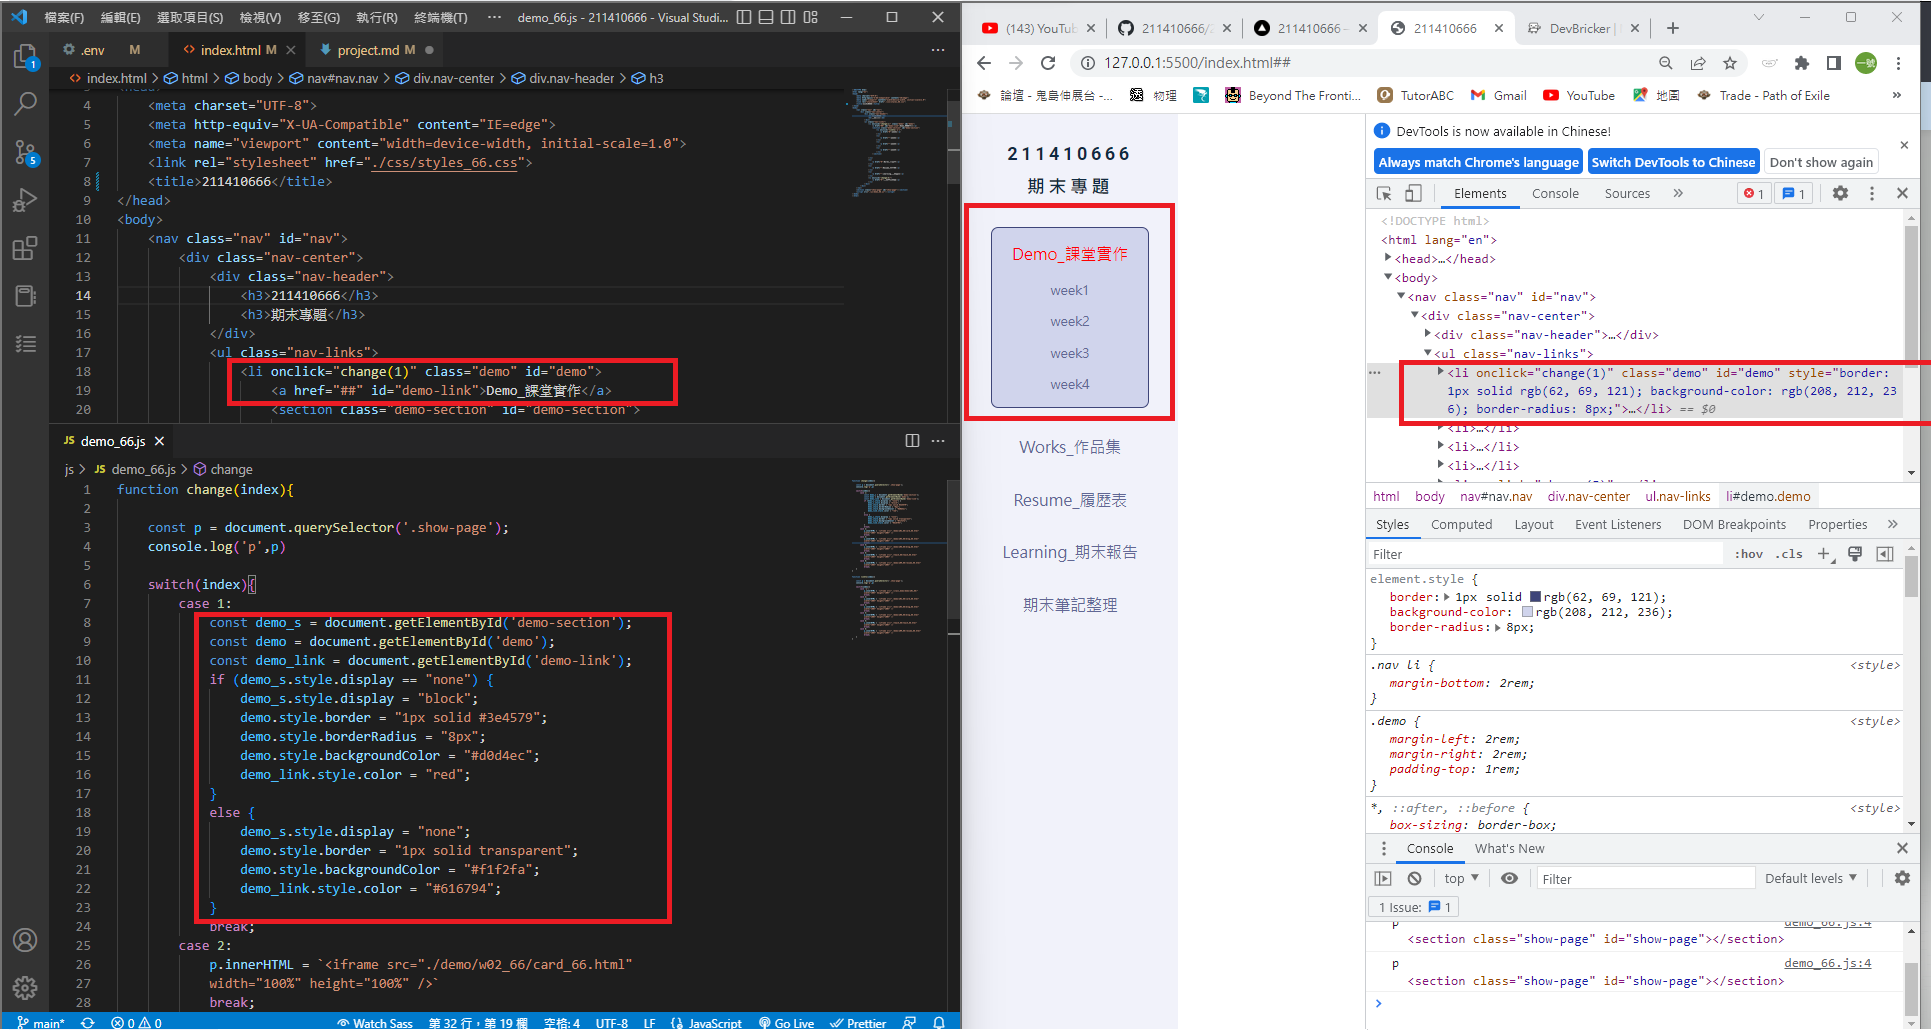 檔案(F) 編輯(E) 選取項目(S) 檢視(V) 移至(G) 執行(R) 終端機(T) ··· demo_66.js - 211410666 - Visual Studi...
.env M
index.html M
project.md M
index.html > html > body > nav#nav.nav > div.nav-center > div.nav-header > h3
4 <meta charset="UTF-8">
5 <meta http-equiv="X-UA-Compatible" content="IE=edge">
6 <meta name="viewport" content="width=device-width, initial-scale=1.0">
7 <link rel="stylesheet" href="./css/styles_66.css">
8 <title>211410666</title>
9 </head>
10 <body>
11 <nav class="nav" id="nav">
12 <div class="nav-center">
13 <div class="nav-header">
14 <h3>211410666</h3>
15 <h3>期末專題</h3>
16 </div>
17 <ul class="nav-links">
18 <li onclick="change(1)" class="demo" id="demo">
19 <a href="##" id="demo-link">Demo_課堂實作</a>
20 <section class="demo-section" id="demo-section">
JS demo_66.js
js > JS demo_66.js > change
1 function change(index){
2
3 const p = document.querySelector('.show-page');
4 console.log('p',p)
5
6 switch(index){
7 case 1:
8 const demo_s = document.getElementById('demo-section');
9 const demo = document.getElementById('demo');
10 const demo_link = document.getElementById('demo-link');
11 if (demo_s.style.display == "none") {
12 demo_s.style.display = "block";
13 demo.style.border = "1px solid #3e4579";
14 demo.style.borderRadius = "8px";
15 demo.style.backgroundColor = "#d0d4ec";
16 demo_link.style.color = "red";
17 }
18 else {
19 demo_s.style.display = "none";
20 demo.style.border = "1px solid transparent";
21 demo.style.backgroundColor = "#f1f2fa";
22 demo_link.style.color = "#616794";
23 }
24 break;
25 case 2:
26 p.innerHTML = `<iframe src="./demo/w02_66/card_66.html"
27 width="100%" height="100%" />`
28 break;
1
5
main* 0 0 Watch Sass 第 32 行，第 19 欄 空格: 4 UTF-8 LF JavaScript Go Live Prettier
(143) YouTub
211410666/2
211410666 –
211410666
DevBricker |
127.0.0.1:5500/index.html##
一號
論壇 - 鬼島伸展台 -... 物理 Beyond The Fronti... TutorABC Gmail YouTube 地圖 Trade - Path of Exile »
211410666
期末專題
Demo_課堂實作
week1
week2
week3
week4
Works_作品集
Resume_履歷表
Learning_期末報告
期末筆記整理
DevTools is now available in Chinese!
Always match Chrome's language Switch DevTools to Chinese Don't show again
Elements Console Sources » 1 1
<!DOCTYPE html>
<html lang="en">
<head>…</head>
<body>
<nav class="nav" id="nav">
<div class="nav-center">
<div class="nav-header">…</div>
<ul class="nav-links">
<li onclick="change(1)" class="demo" id="demo" style="border:
1px solid rgb(62, 69, 121); background-color: rgb(208, 212, 23
6); border-radius: 8px;">…</li> == $0
<li>…</li>
<li>…</li>
<li>…</li>
html body nav#nav.nav div.nav-center ul.nav-links li#demo.demo
Styles Computed Layout Event Listeners DOM Breakpoints Properties »
Filter :hov .cls +
element.style {
border: 1px solid rgb(62, 69, 121);
background-color: rgb(208, 212, 236);
border-radius: 8px;
}
.nav li { <style>
margin-bottom: 2rem;
}
.demo { <style>
margin-left: 2rem;
margin-right: 2rem;
padding-top: 1rem;
}
*, ::after, ::before { <style>
box-sizing: border-box;
Console What's New
top Filter Default levels
1 Issue: 1
p demo_66.js:4
<section class="show-page" id="show-page"></section>
p demo_66.js:4
<section class="show-page" id="show-page"></section>
>